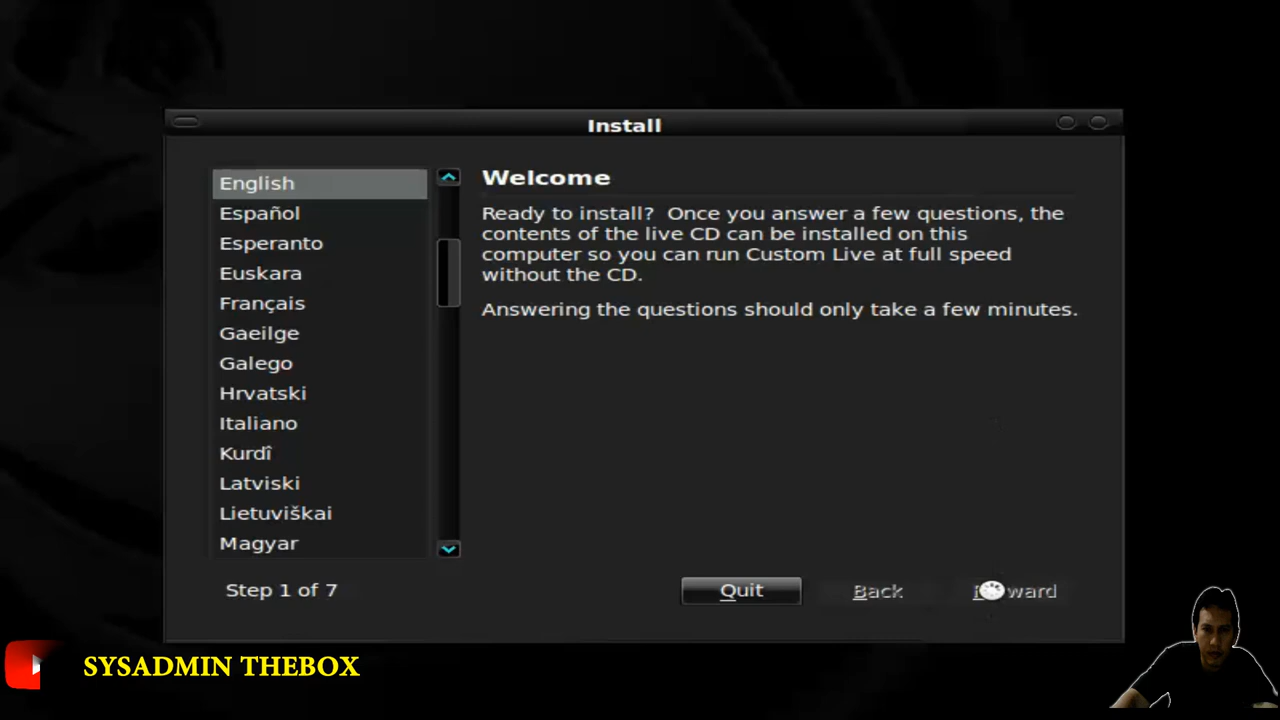 Install
English
Español
Esperanto
Euskara
Français
Gaeilge
Galego
Hrvatski
Italiano
Kurdî
Latviski
Lietuviškai
Magyar
Welcome
Ready to install? Once you answer a few questions, the
contents of the live CD can be installed on this
computer so you can run Custom Live at full speed
without the CD.
Answering the questions should only take a few minutes.
Step 1 of 7
Quit
Back
SYSADMIN THEBOX